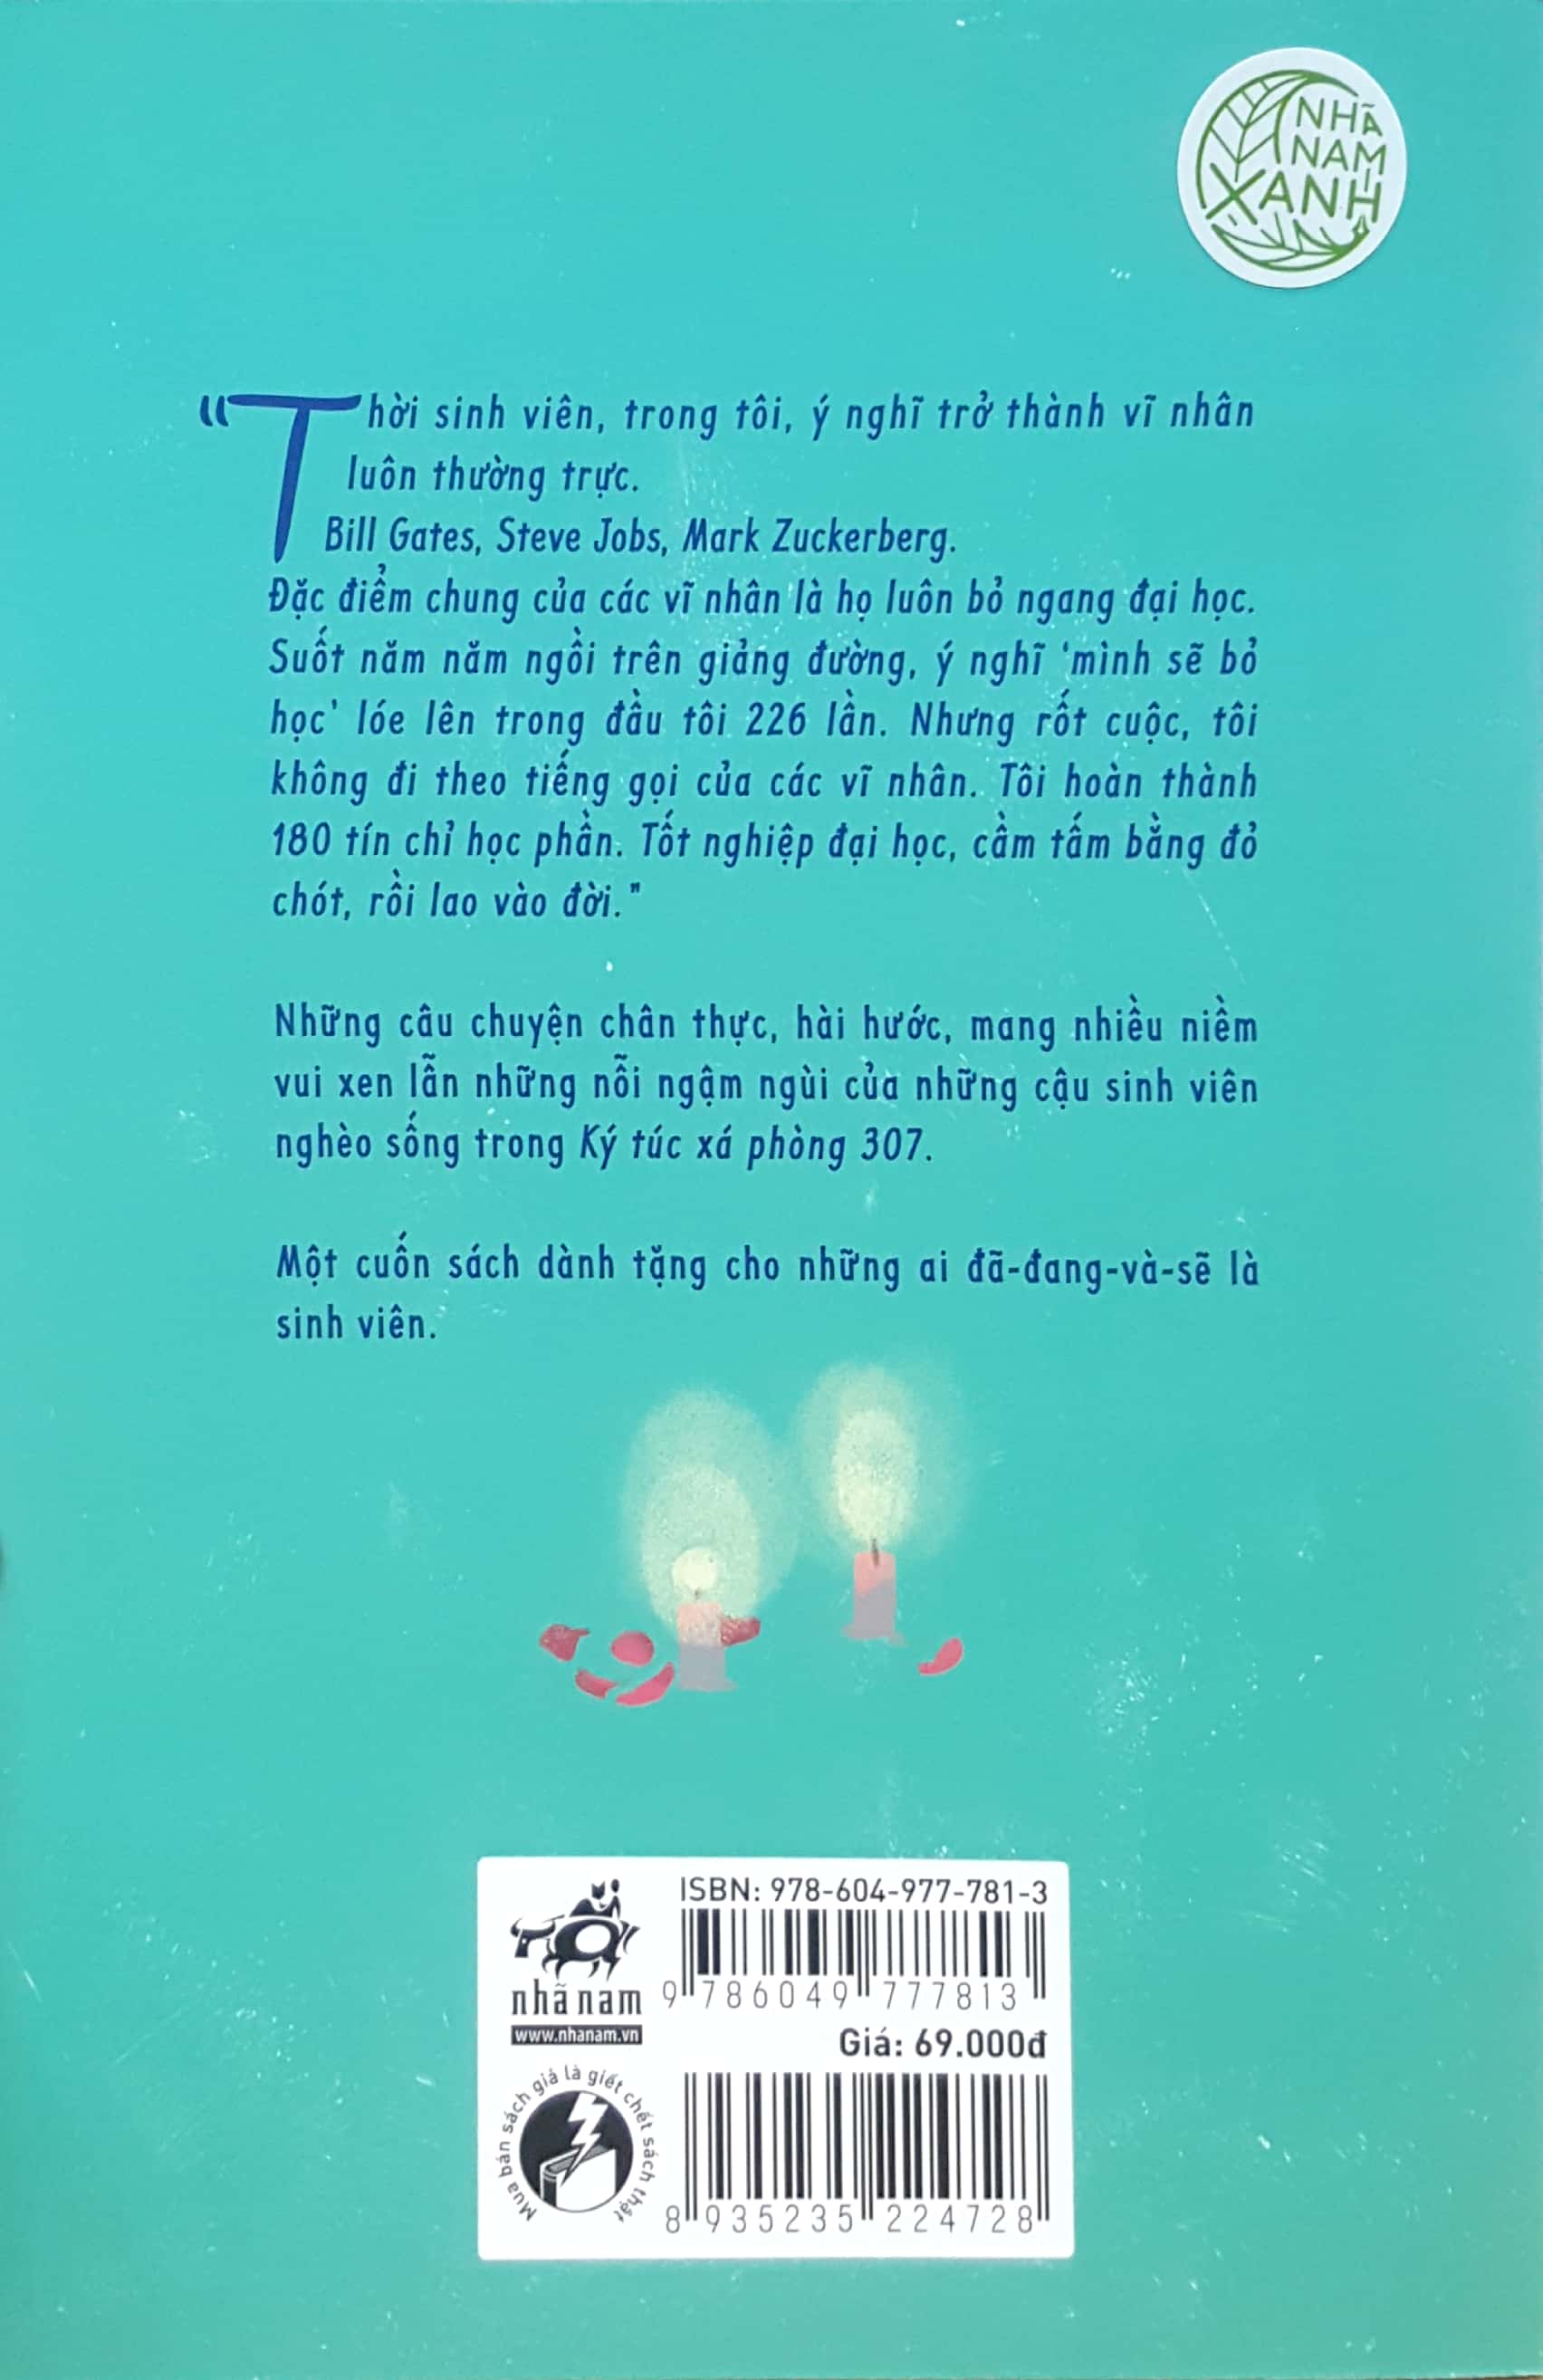 NHÃ
NAM
XANH
"Thời sinh viên, trong tôi, ý nghĩ trở thành vĩ nhân
luôn thường trực.
Bill Gates, Steve Jobs, Mark Zuckerberg.
Đặc điểm chung của các vĩ nhân là họ luôn bỏ ngang đại học.
Suốt năm năm ngồi trên giảng đường, ý nghĩ 'mình sẽ bỏ
học' lóe lên trong đầu tôi 226 lần. Nhưng rốt cuộc, tôi
không đi theo tiếng gọi của các vĩ nhân. Tôi hoàn thành
180 tín chỉ học phần. Tốt nghiệp đại học, cầm tấm bằng đỏ
chót, rồi lao vào đời."
Những câu chuyện chân thực, hài hước, mang nhiều niềm
vui xen lẫn những nỗi ngậm ngùi của những cậu sinh viên
nghèo sống trong Ký túc xá phòng 307.
Một cuốn sách dành tặng cho những ai đã-đang-và-sẽ là
sinh viên.
ISBN: 978-604-977-781-3
9 786049 777813
nhã nam
www.nhanam.vn
Giá: 69.000đ
Mua bán sách giả là giết chết sách thật
8 935235 224728